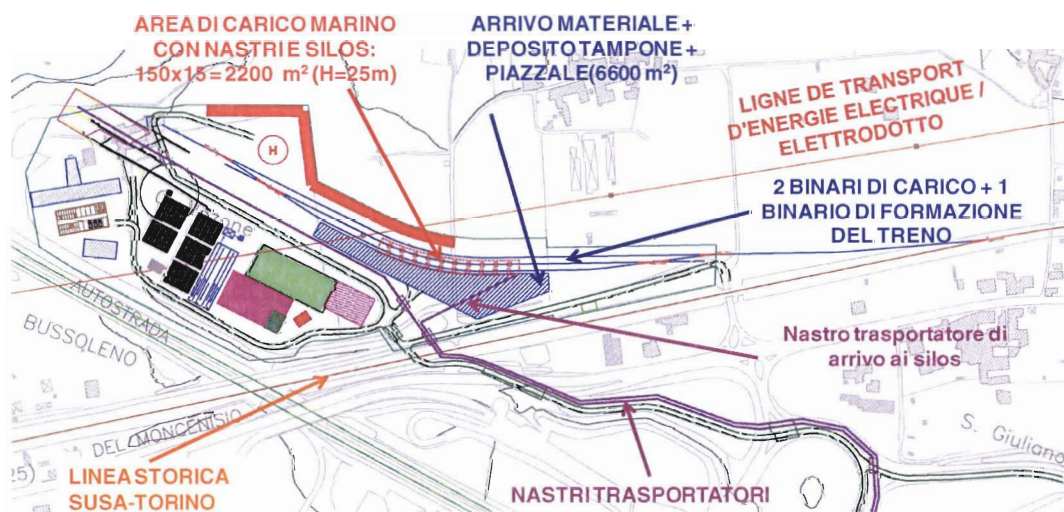 AREA DI CARICO MARINO
CON NASTRI E SILOS:
150x15=2200 m² (H=25m)
ARRIVO MATERIALE +
DEPOSITO TAMPONE +
PIAZZALE(6600 m²)
LIGNE DE TRANSPORT
D'ENERGIE ELECTRIQUE /
ELETTRODOTTO
H
2 BINARI DI CARICO + 1
BINARIO DI FORMAZIONE
DEL TRENO
AUTOSTRADA
BUSSOLENO
Nastro trasportatore di
arrivo ai silos
DEL MONCENISIO
S. Giuliano
25)
LINEA STORICA
SUSA-TORINO
NASTRI TRASPORTATORI